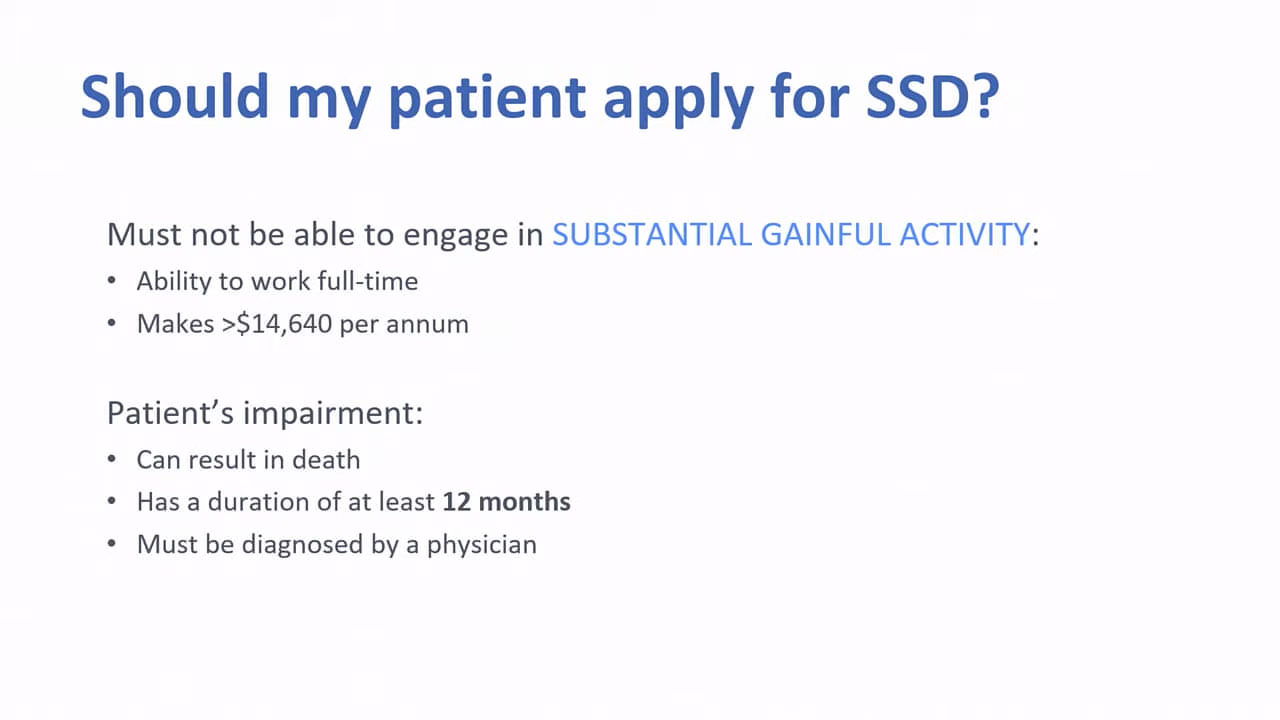 Should my patient apply for SSD?
Must not be able to engage in SUBSTANTIAL GAINFUL ACTIVITY:
• Ability to work full-time
• Makes >$14,640 per annum
Patient’s impairment:
• Can result in death
• Has a duration of at least 12 months
• Must be diagnosed by a physician